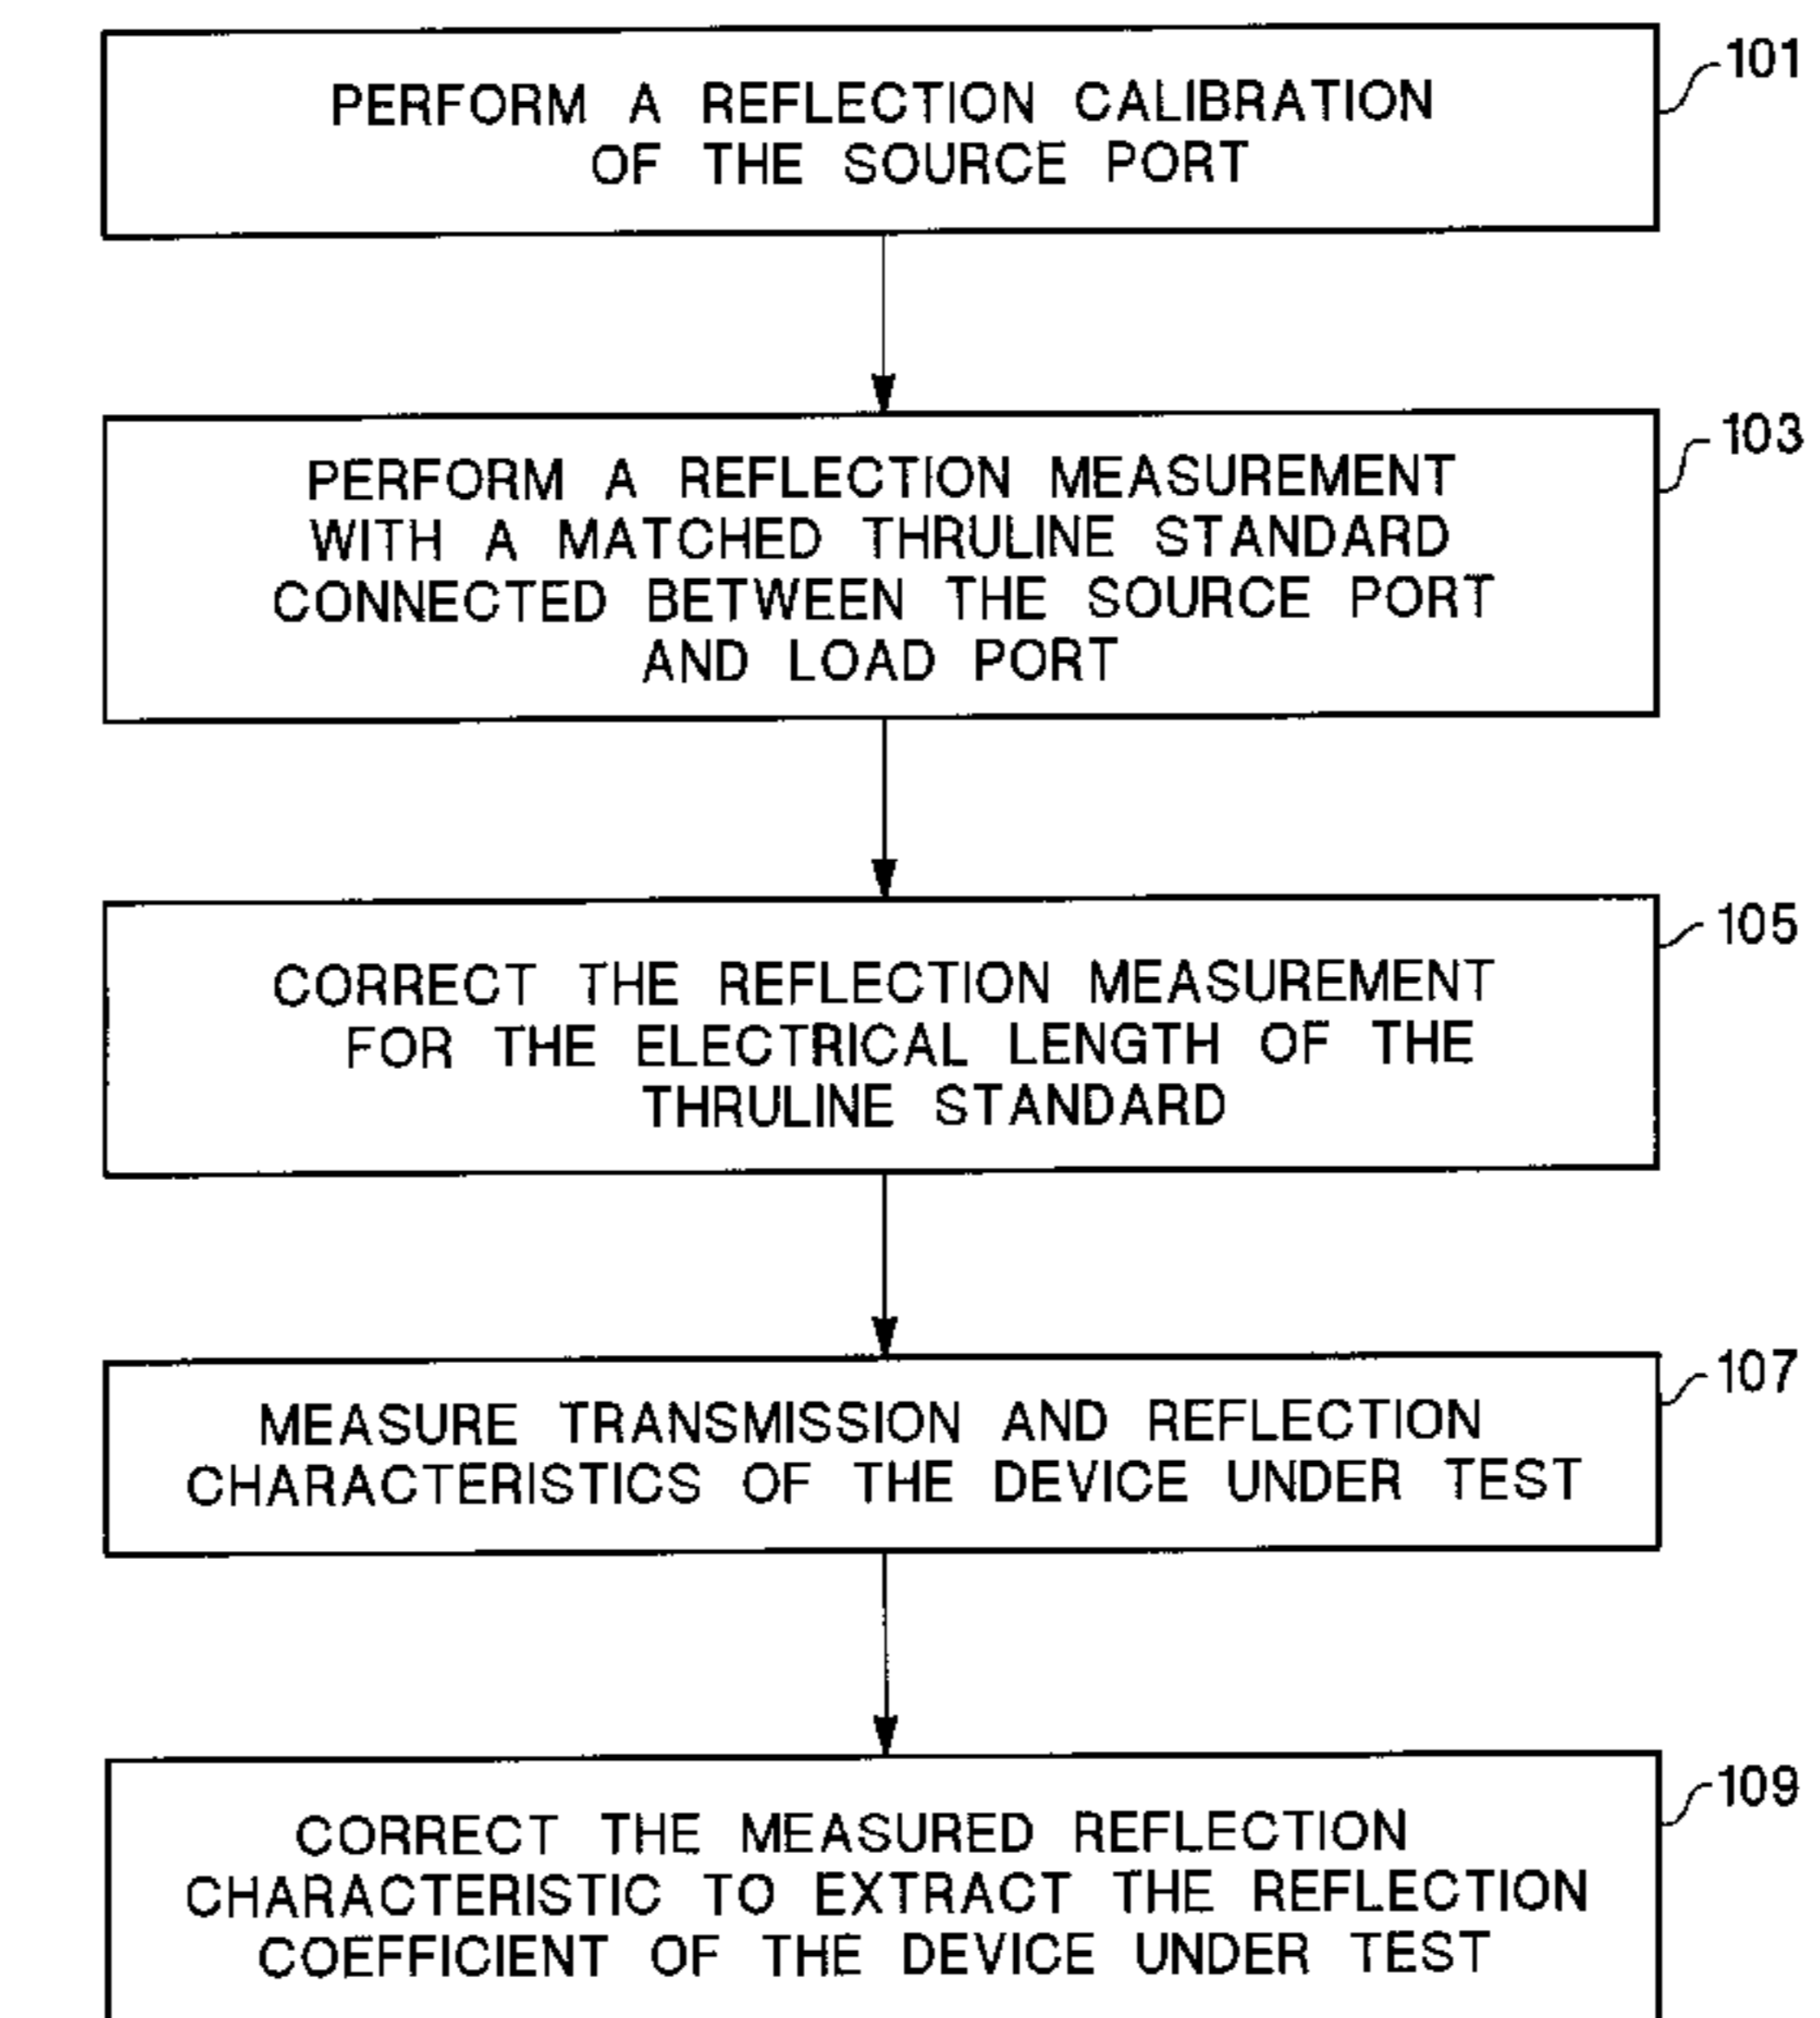 PERFORM A REFLECTION CALIBRATION
OF THE SOURCE PORT
101
PERFORM A REFLECTION MEASUREMENT
WITH A MATCHED THRULINE STANDARD
CONNECTED BETWEEN THE SOURCE PORT
AND LOAD PORT
103
CORRECT THE REFLECTION MEASUREMENT
FOR THE ELECTRICAL LENGTH OF THE
THRULINE STANDARD
105
MEASURE TRANSMISSION AND REFLECTION
CHARACTERISTICS OF THE DEVICE UNDER TEST
107
CORRECT THE MEASURED REFLECTION
CHARACTERISTIC TO EXTRACT THE REFLECTION
COEFFICIENT OF THE DEVICE UNDER TEST
109